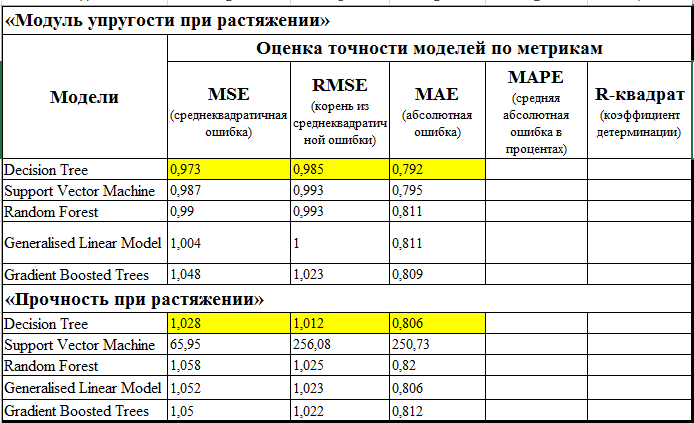 «Модуль упругости при растяжении»
Модели
Оценка точности моделей по метрикам
MSE
(среднеквадратичная
ошибка)
RMSE
(корень из
среднеквадратич
ной ошибки)
MAE
(абсолютная
ошибка)
MAPE
(средняя
абсолютная
ошибка в
процентах)
R-квадрат
(коэффициент
детерминации)
Decision Tree 0,973 0,985 0,792
Support Vector Machine 0,987 0,993 0,795
Random Forest 0,99 0,993 0,811
Generalised Linear Model 1,004 1 0,811
Gradient Boosted Trees 1,048 1,023 0,809
«Прочность при растяжении»
Decision Tree 1,028 1,012 0,806
Support Vector Machine 65,95 256,08 250,73
Random Forest 1,058 1,025 0,82
Generalised Linear Model 1,052 1,023 0,806
Gradient Boosted Trees 1,05 1,022 0,812